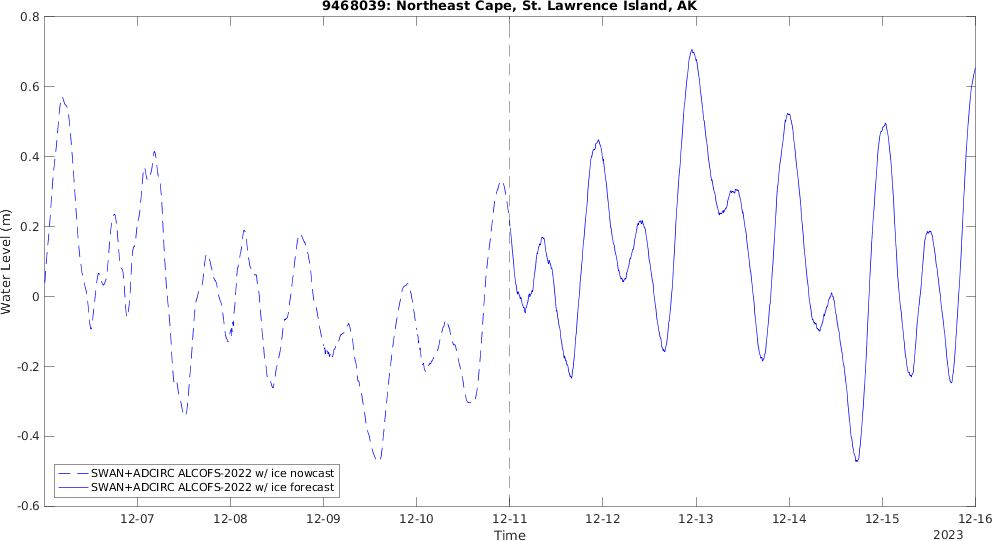 9468039: Northeast Cape, St. Lawrence Island, AK
0.8
0.6
0.4
0.2
0
-0.2
-0.4
-0.6
Water Level (m)
SWAN+ADCIRC ALCOFS-2022 w/ ice nowcast
SWAN+ADCIRC ALCOFS-2022 w/ ice forecast
12-07 12-08 12-09 12-10 12-11 12-12 12-13 12-14 12-15 12-16
Time
2023